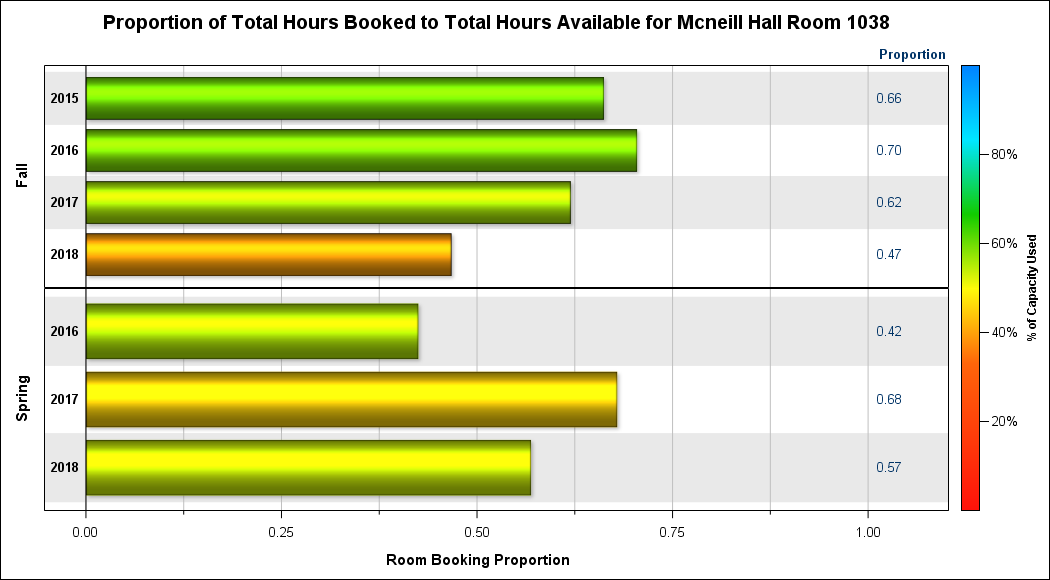 Proportion of Total Hours Booked to Total Hours Available for Mcneill Hall Room 1038
Proportion
Fall
2015 0.66
2016 0.70
2017 0.62
2018 0.47
Spring
2016 0.42
2017 0.68
2018 0.57
0.00 0.25 0.50 0.75 1.00
Room Booking Proportion
80%
60%
40%
20%
% of Capacity Used